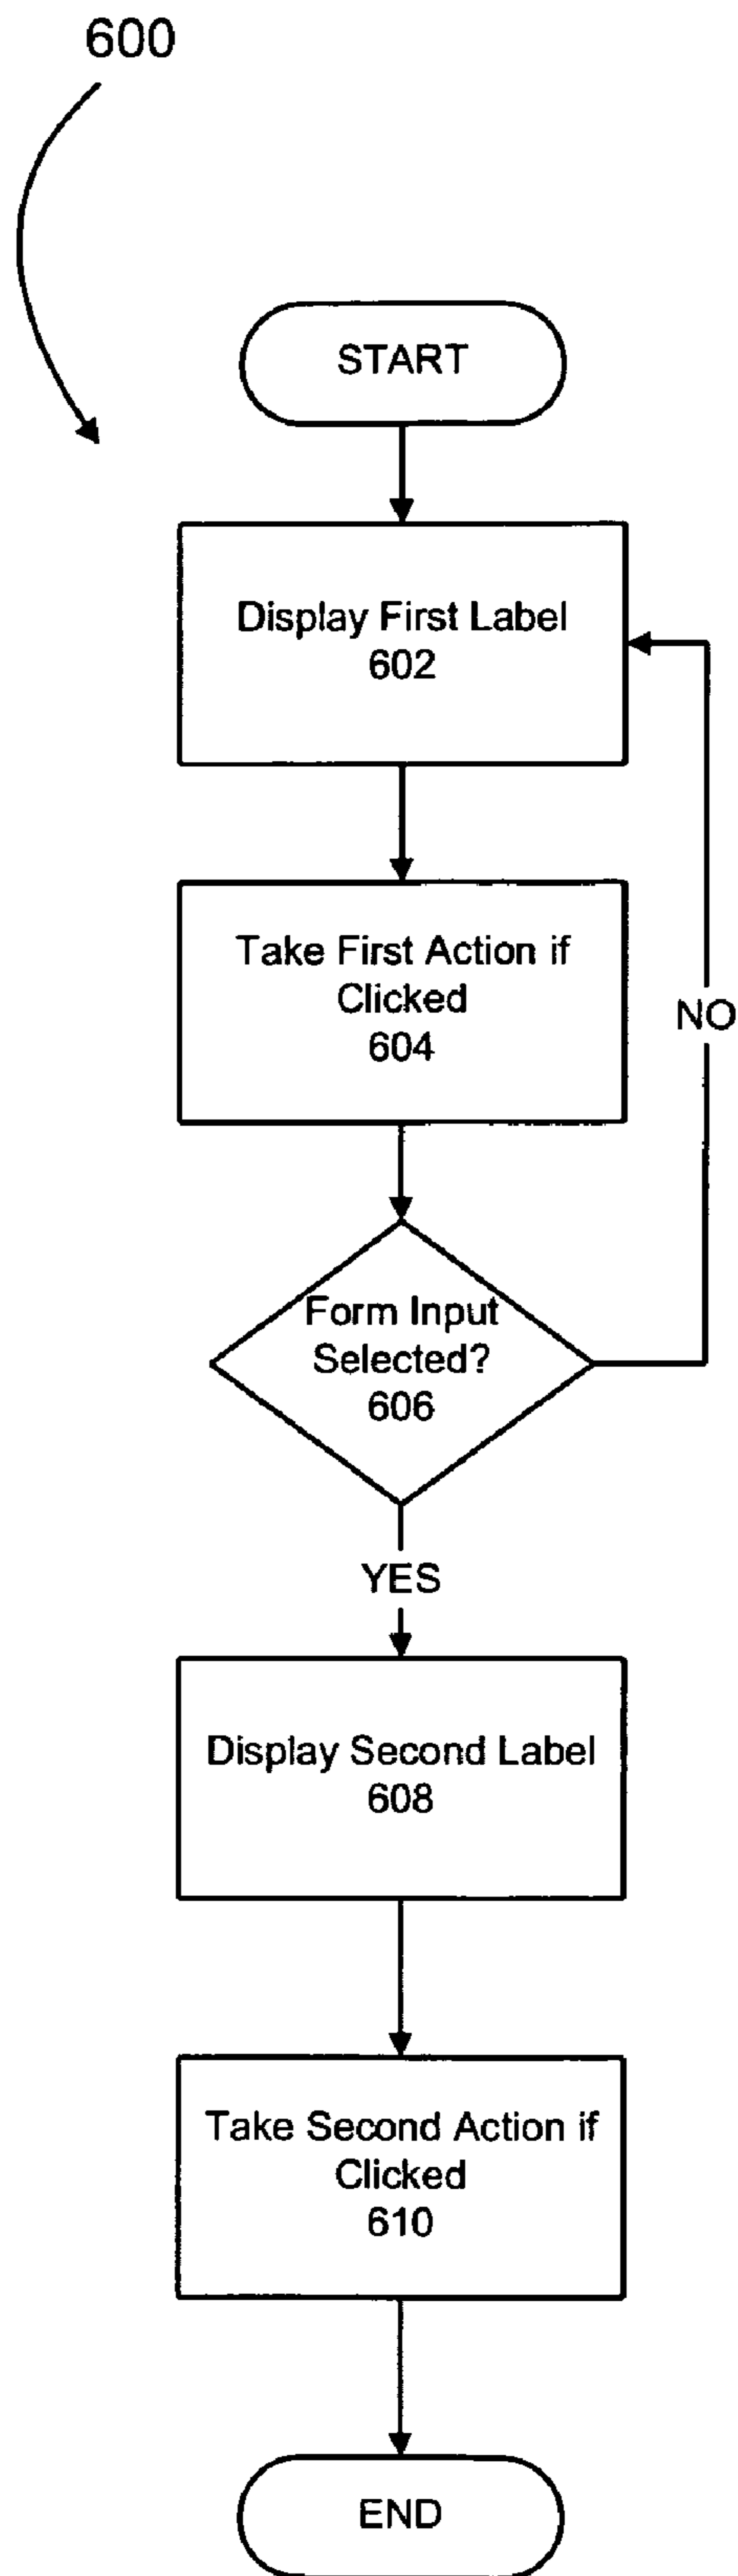 600
START
Display First Label
602
Take First Action if
Clicked
604
NO
Form Input
Selected?
606
YES
Display Second Label
608
Take Second Action if
Clicked
610
END